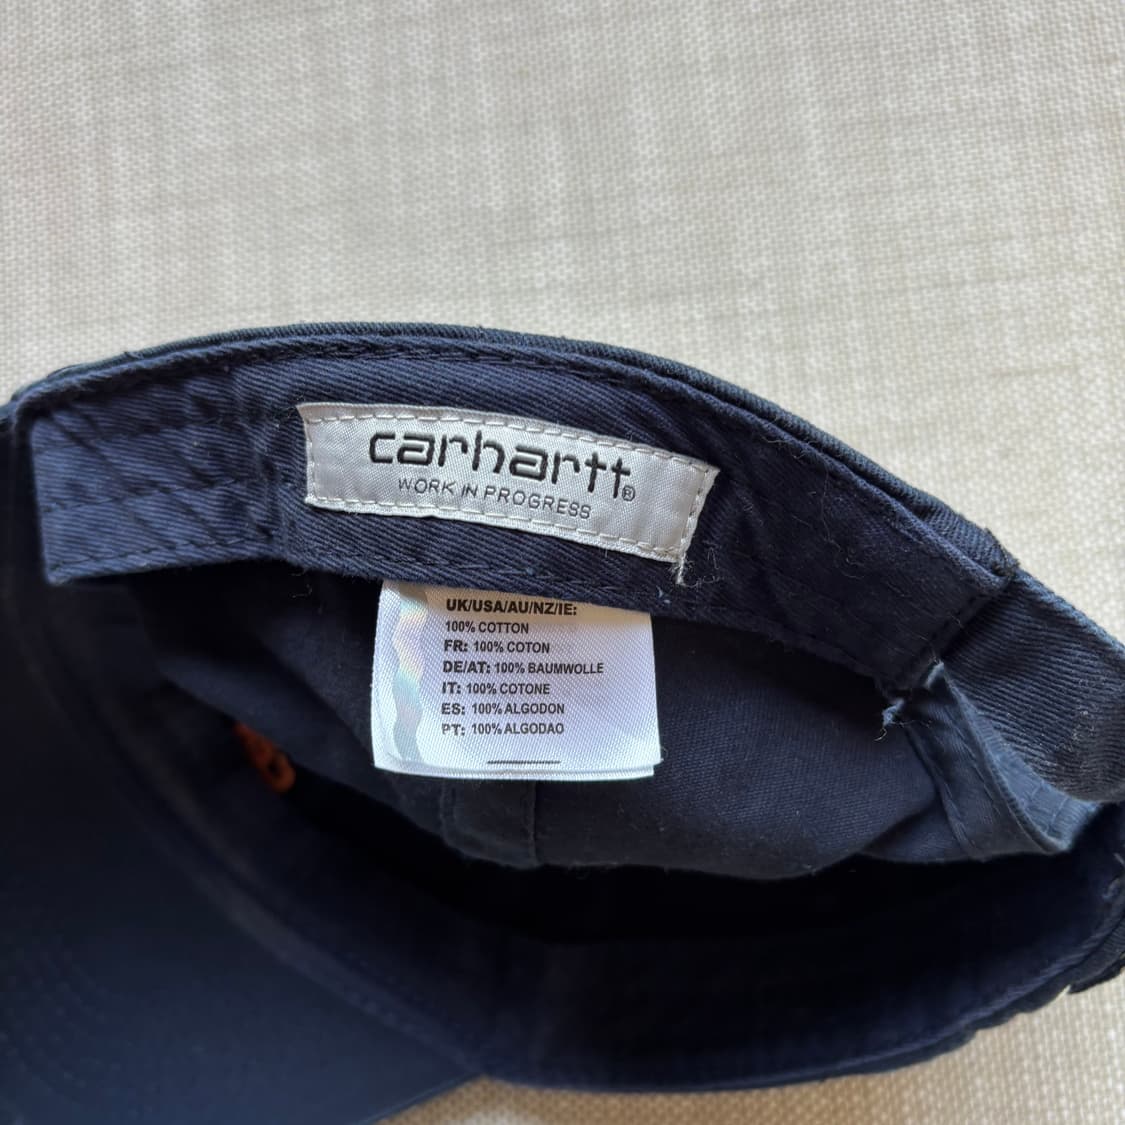 carhartt®
WORK IN PROGRESS
UK/USA/AU/NZ/IE:
100% COTTON
FR: 100% COTON
DE/AT: 100% BAUMWOLLE
IT: 100% COTONE
ES: 100% ALGODON
PT: 100% ALGODAO